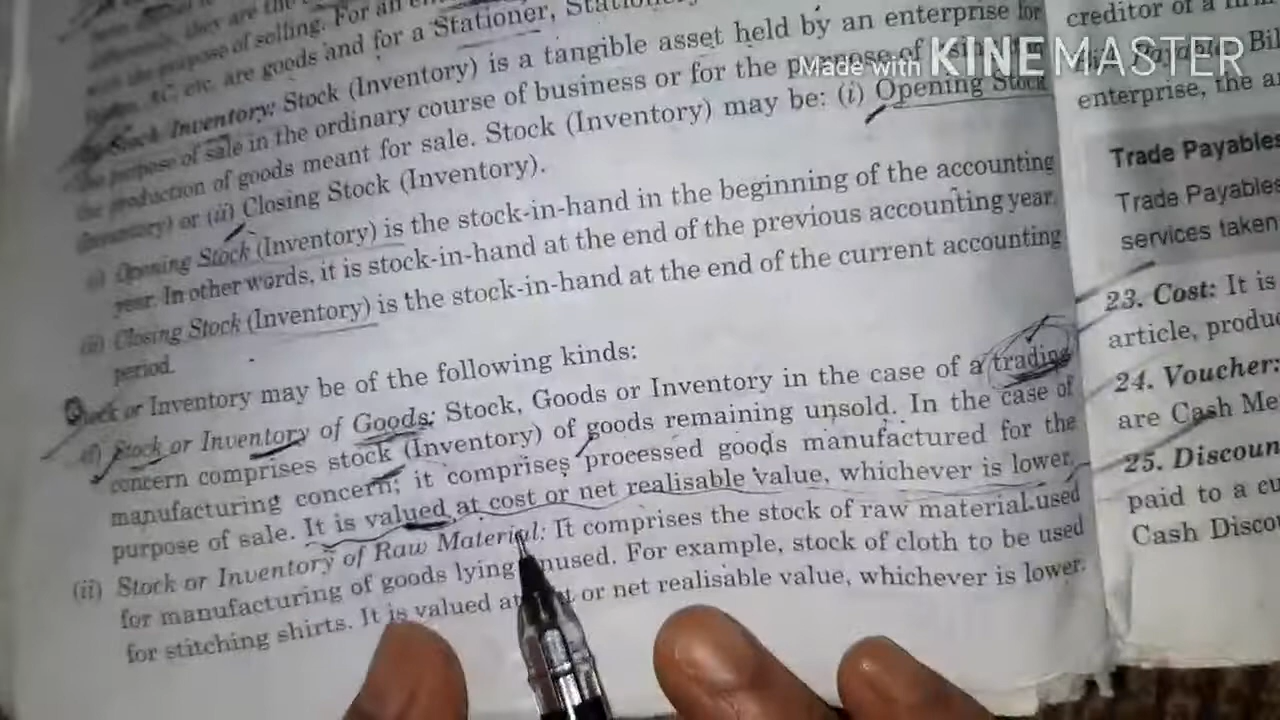 with the purpose of selling. For an
AC, etc. are goods and for a Stationer,
Stock Inventory: Stock (Inventory) is a tangible asset held by an enterprise for
the purpose of sale in the ordinary course of business or for the purpose of
the production of goods meant for sale. Stock (Inventory) may be: (i) Opening Stock
(Inventory) or (ii) Closing Stock (Inventory).
(i) Opening Stock (Inventory) is the stock-in-hand in the beginning of the accounting
year. In other words, it is stock-in-hand at the end of the previous accounting year.
(ii) Closing Stock (Inventory) is the stock-in-hand at the end of the current accounting
period.
Stock or Inventory may be of the following kinds:
(i) Stock or Inventory of Goods: Stock, Goods or Inventory in the case of a trading
concern comprises stock (Inventory) of goods remaining unsold. In the case of
manufacturing concern, it comprises processed goods manufactured for the
purpose of sale. It is valued at cost or net realisable value, whichever is lower.
(ii) Stock or Inventory of Raw Material: It comprises the stock of raw material used
for manufacturing of goods lying unused. For example, stock of cloth to be used
for stitching shirts. It is valued at or net realisable value, whichever is lower.
creditor of a
Bil
enterprise, the
Trade Payables
Trade Payables
services taken
23. Cost: It is
article,
24. Voucher:
are Cash Me
25. Discoun
paid to a cu
Cash Disco
Made with KINEMASTER